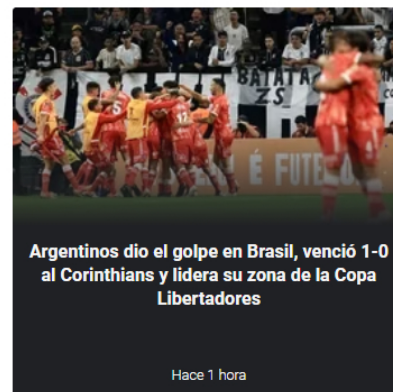 BATATA
ZS
É FUTE
Argentinos dio el golpe en Brasil, venció 1-0
al Corinthians y lidera su zona de la Copa
Libertadores
Hace 1 hora